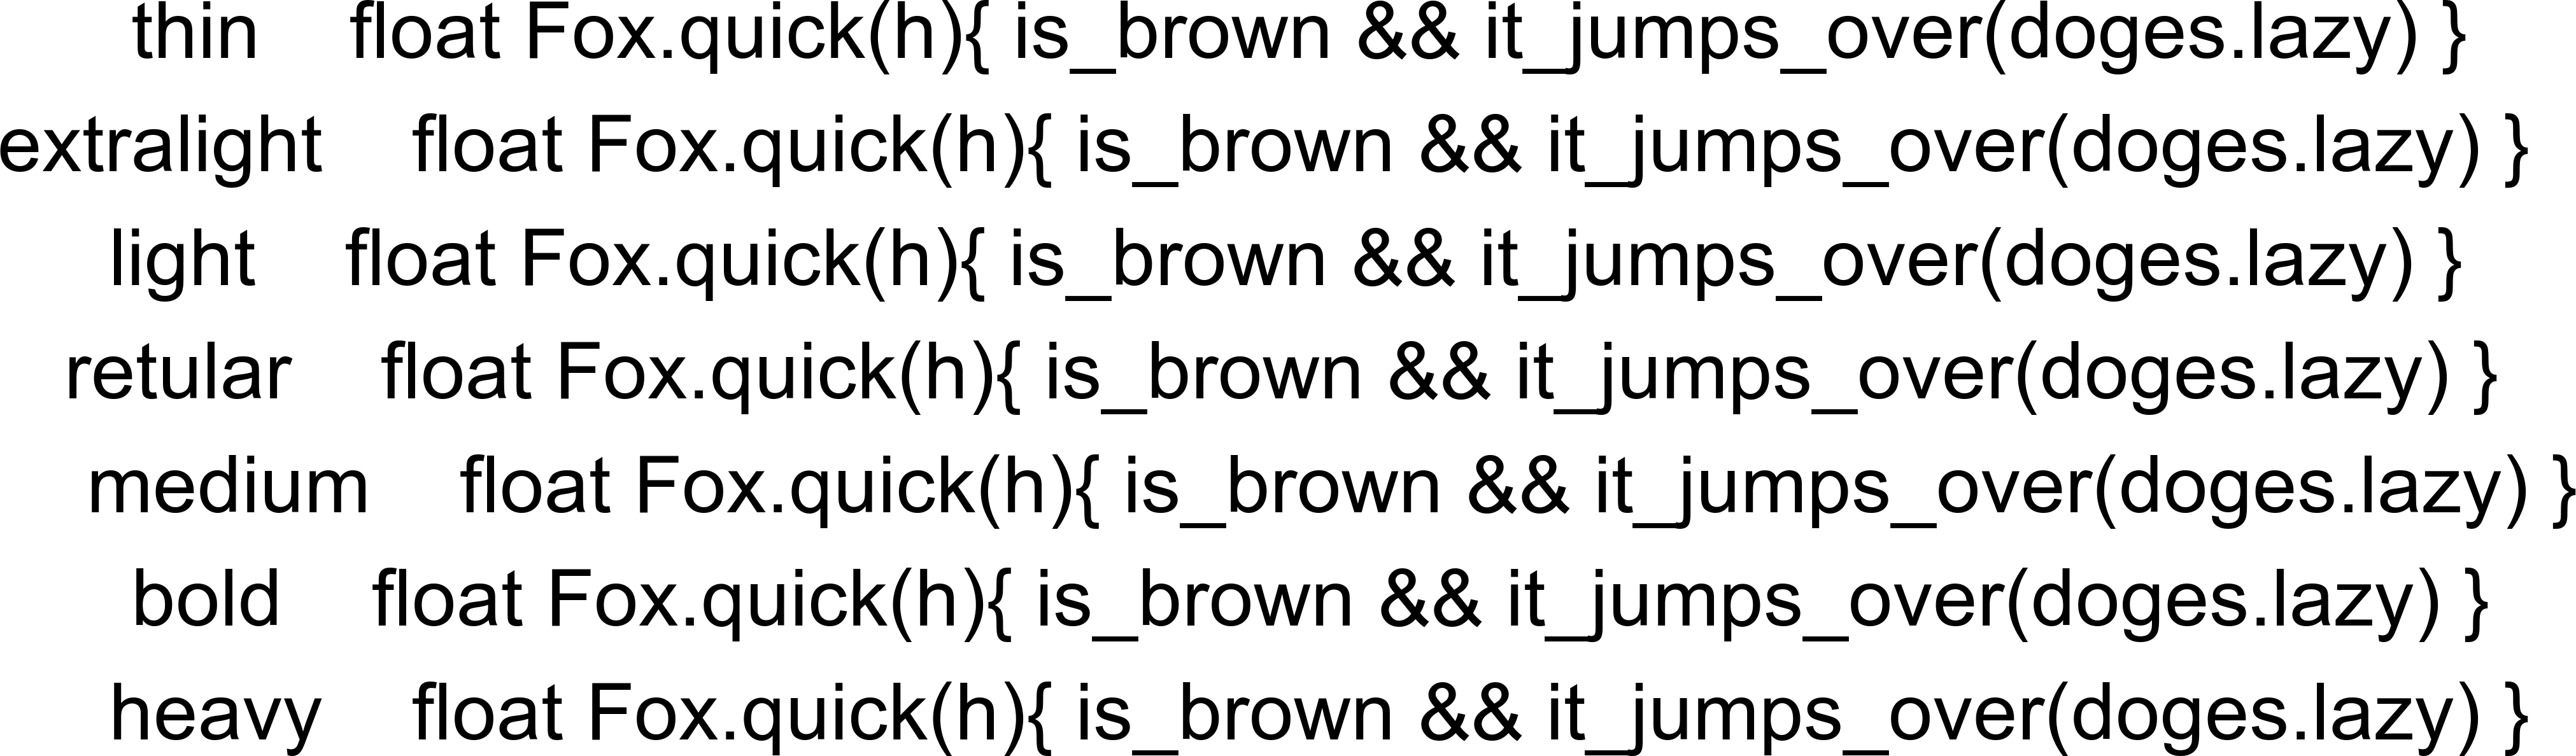 thin float Fox.quick(h){ is_brown && it_jumps_over(doges.lazy) }
extralight float Fox.quick(h){ is_brown && it_jumps_over(doges.lazy) }
light float Fox.quick(h){ is_brown && it_jumps_over(doges.lazy) }
retular float Fox.quick(h){ is_brown && it_jumps_over(doges.lazy) }
medium float Fox.quick(h){ is_brown && it_jumps_over(doges.lazy) }
bold float Fox.quick(h){ is_brown && it_jumps_over(doges.lazy) }
heavy float Fox.quick(h){ is_brown && it_jumps_over(doges.lazy) }